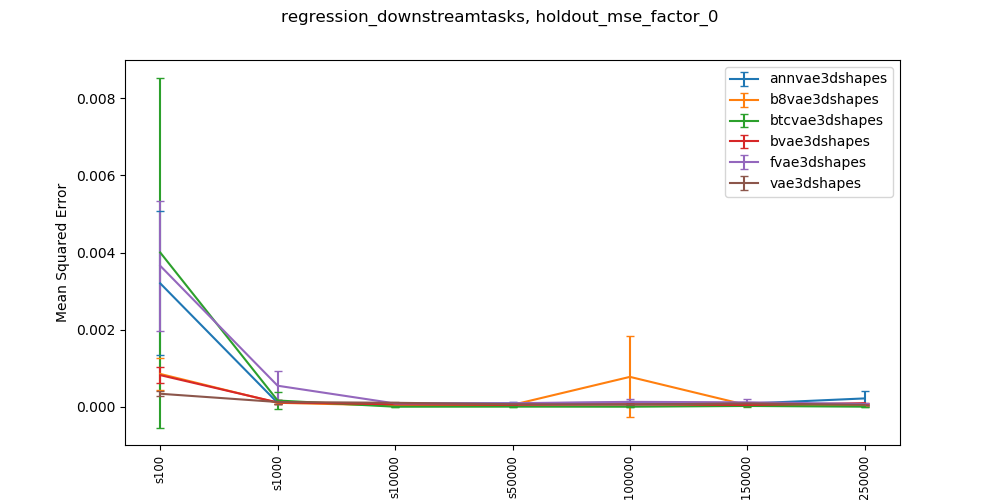 regression_downstreamtasks, holdout_mse_factor_0
annvae3dshapes
b8vae3dshapes
btcvae3dshapes
bvae3dshapes
fvae3dshapes
vae3dshapes
Mean Squared Error
0.008
0.006
0.004
0.002
0.000
s100
s1000
s10000
s50000
100000
150000
250000